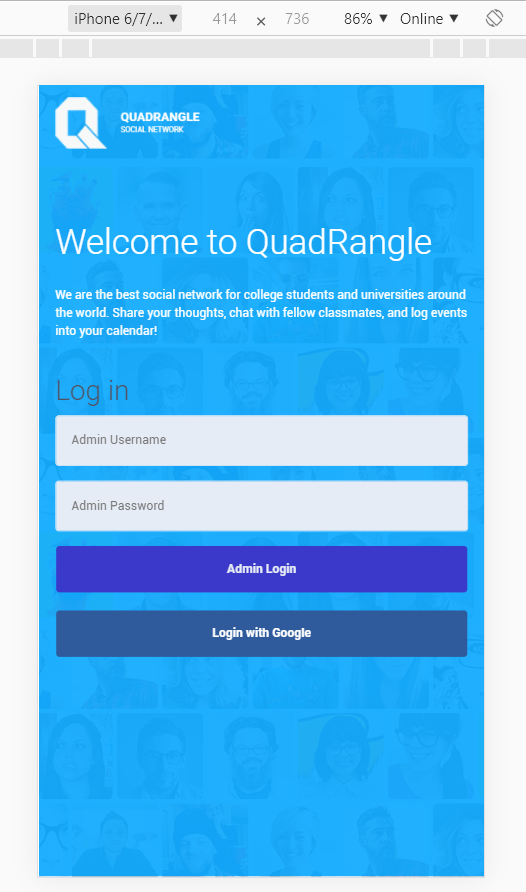 iPhone 6/7/... ▼ 414 × 736 86% ▼ Online ▼
QUADRANGLE
SOCIAL NETWORK
Welcome to QuadRangle
We are the best social network for college students and universities around
the world. Share your thoughts, chat with fellow classmates, and log events
into your calendar!
Log in
Admin Username
Admin Password
Admin Login
Login with Google